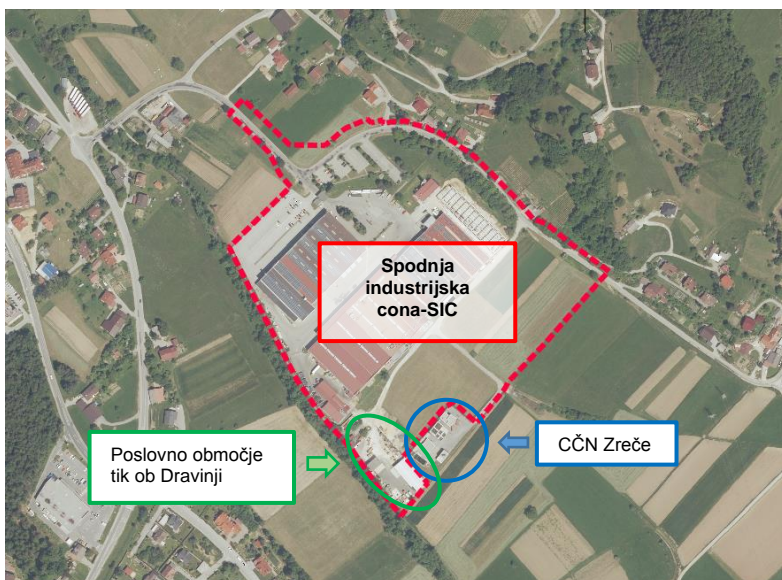 Spodnja
industrijska
cona-SIC
Poslovno območje
tik ob Dravinji
CČN Zreče